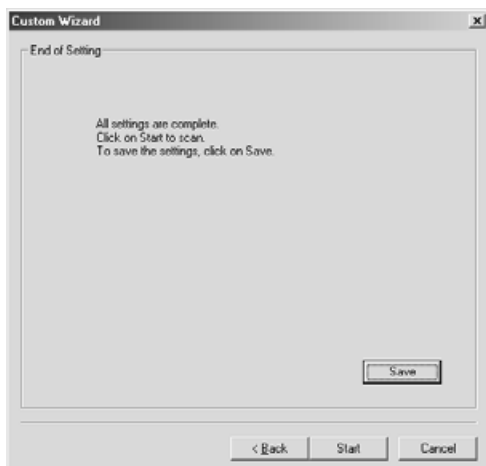 Custom Wizard
End of Setting
All settings are complete.
Click on Start to scan.
To save the settings, click on Save.
Save
< Back
Start
Cancel